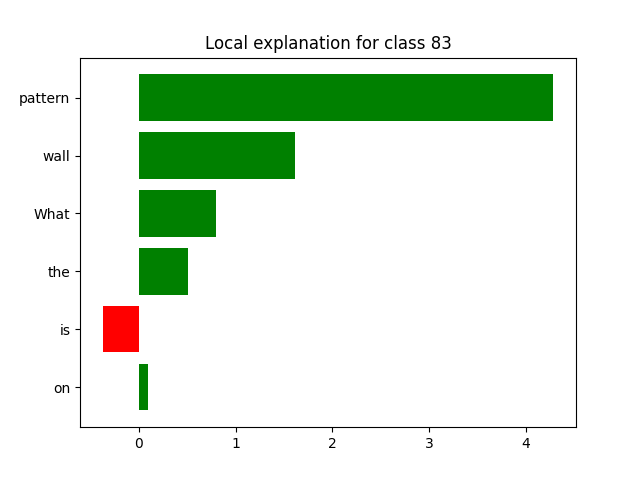 Local explanation for class 83
pattern
wall
What
the
is
on
0 1 2 3 4